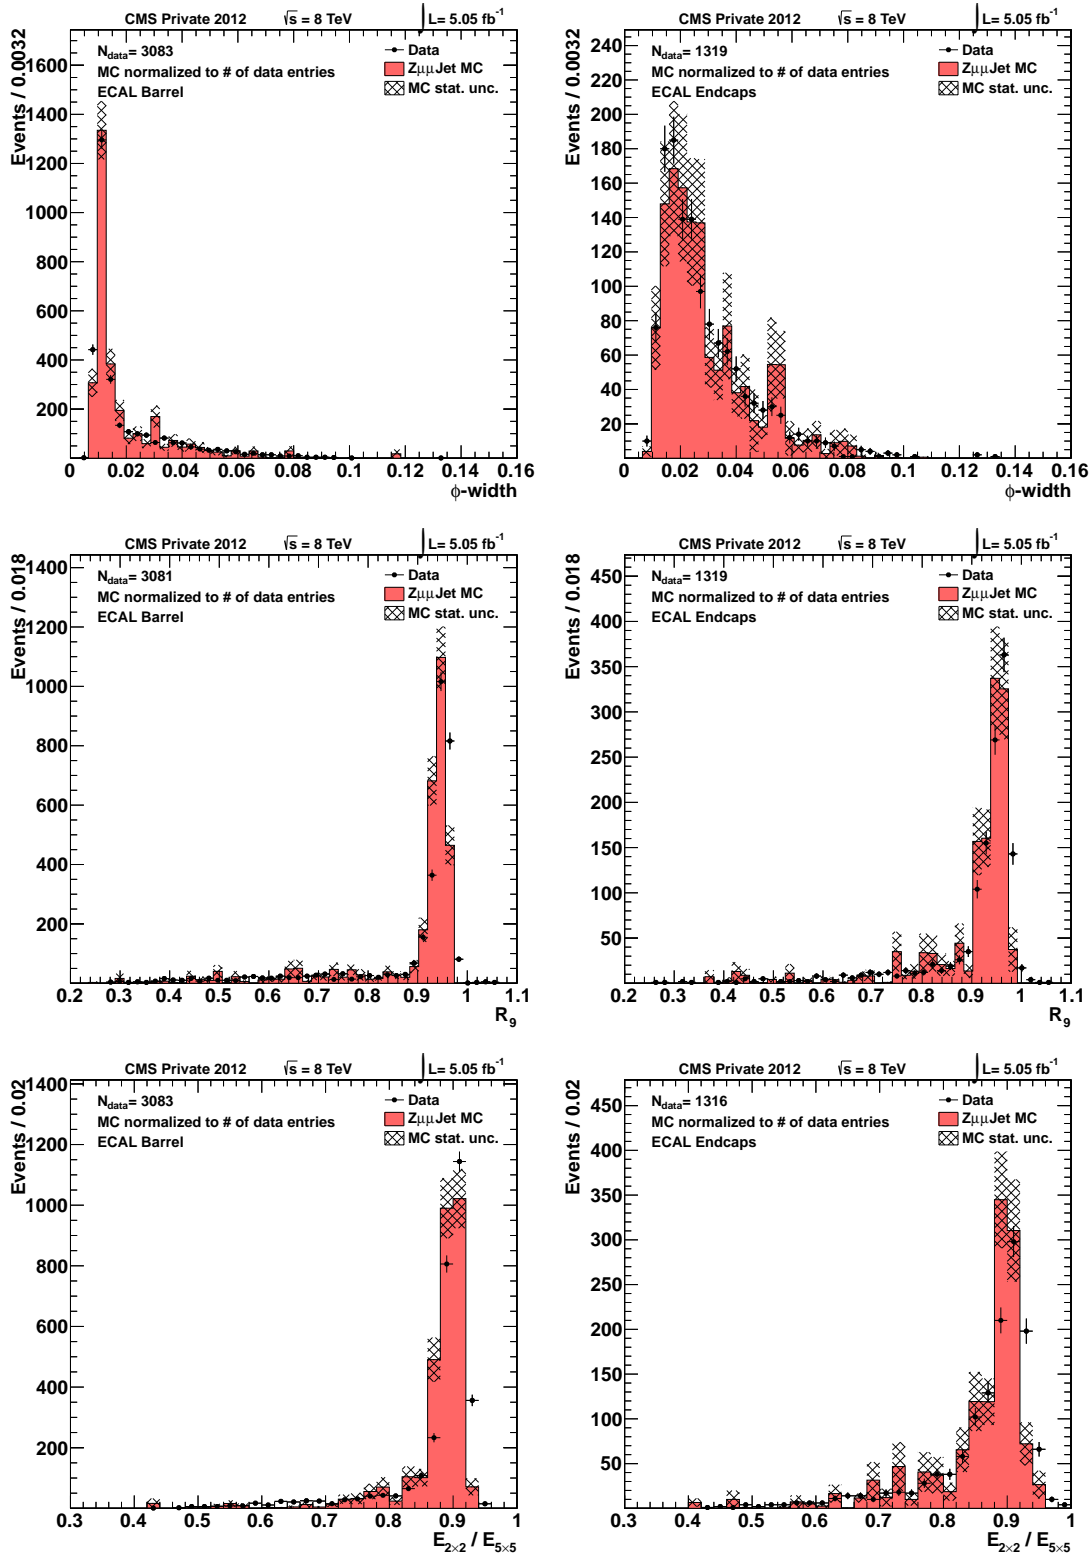 CMS Private 2012 √s = 8 TeV ∫L= 5.05 fb⁻¹
Events / 0.0032
N_data= 3083
MC normalized to # of data entries
ECAL Barrel
Data
ZμμJet MC
MC stat. unc.
1600
1400
1200
1000
800
600
400
200
0 0.02 0.04 0.06 0.08 0.1 0.12 0.14 0.16
ϕ-width
CMS Private 2012 √s = 8 TeV ∫L= 5.05 fb⁻¹
Events / 0.0032
N_data= 1319
MC normalized to # of data entries
ECAL Endcaps
Data
ZμμJet MC
MC stat. unc.
240
220
200
180
160
140
120
100
80
60
40
20
0 0.02 0.04 0.06 0.08 0.1 0.12 0.14 0.16
ϕ-width
CMS Private 2012 √s = 8 TeV ∫L= 5.05 fb⁻¹
Events / 0.018
N_data= 3081
MC normalized to # of data entries
ECAL Barrel
Data
ZμμJet MC
MC stat. unc.
1400
1200
1000
800
600
400
200
0
0.2 0.3 0.4 0.5 0.6 0.7 0.8 0.9 1 1.1
R₉
CMS Private 2012 √s = 8 TeV ∫L= 5.05 fb⁻¹
Events / 0.018
N_data= 1319
MC normalized to # of data entries
ECAL Endcaps
Data
ZμμJet MC
MC stat. unc.
450
400
350
300
250
200
150
100
50
0
0.2 0.3 0.4 0.5 0.6 0.7 0.8 0.9 1 1.1
R₉
CMS Private 2012 √s = 8 TeV ∫L= 5.05 fb⁻¹
Events / 0.02
N_data= 3083
MC normalized to # of data entries
ECAL Barrel
Data
ZμμJet MC
MC stat. unc.
1400
1200
1000
800
600
400
200
0
0.3 0.4 0.5 0.6 0.7 0.8 0.9 1
E₂ₓ₂ / E₅ₓ₅
CMS Private 2012 √s = 8 TeV ∫L= 5.05 fb⁻¹
Events / 0.02
N_data= 1316
MC normalized to # of data entries
ECAL Endcaps
Data
ZμμJet MC
MC stat. unc.
450
400
350
300
250
200
150
100
50
0
0.3 0.4 0.5 0.6 0.7 0.8 0.9 1
E₂ₓ₂ / E₅ₓ₅